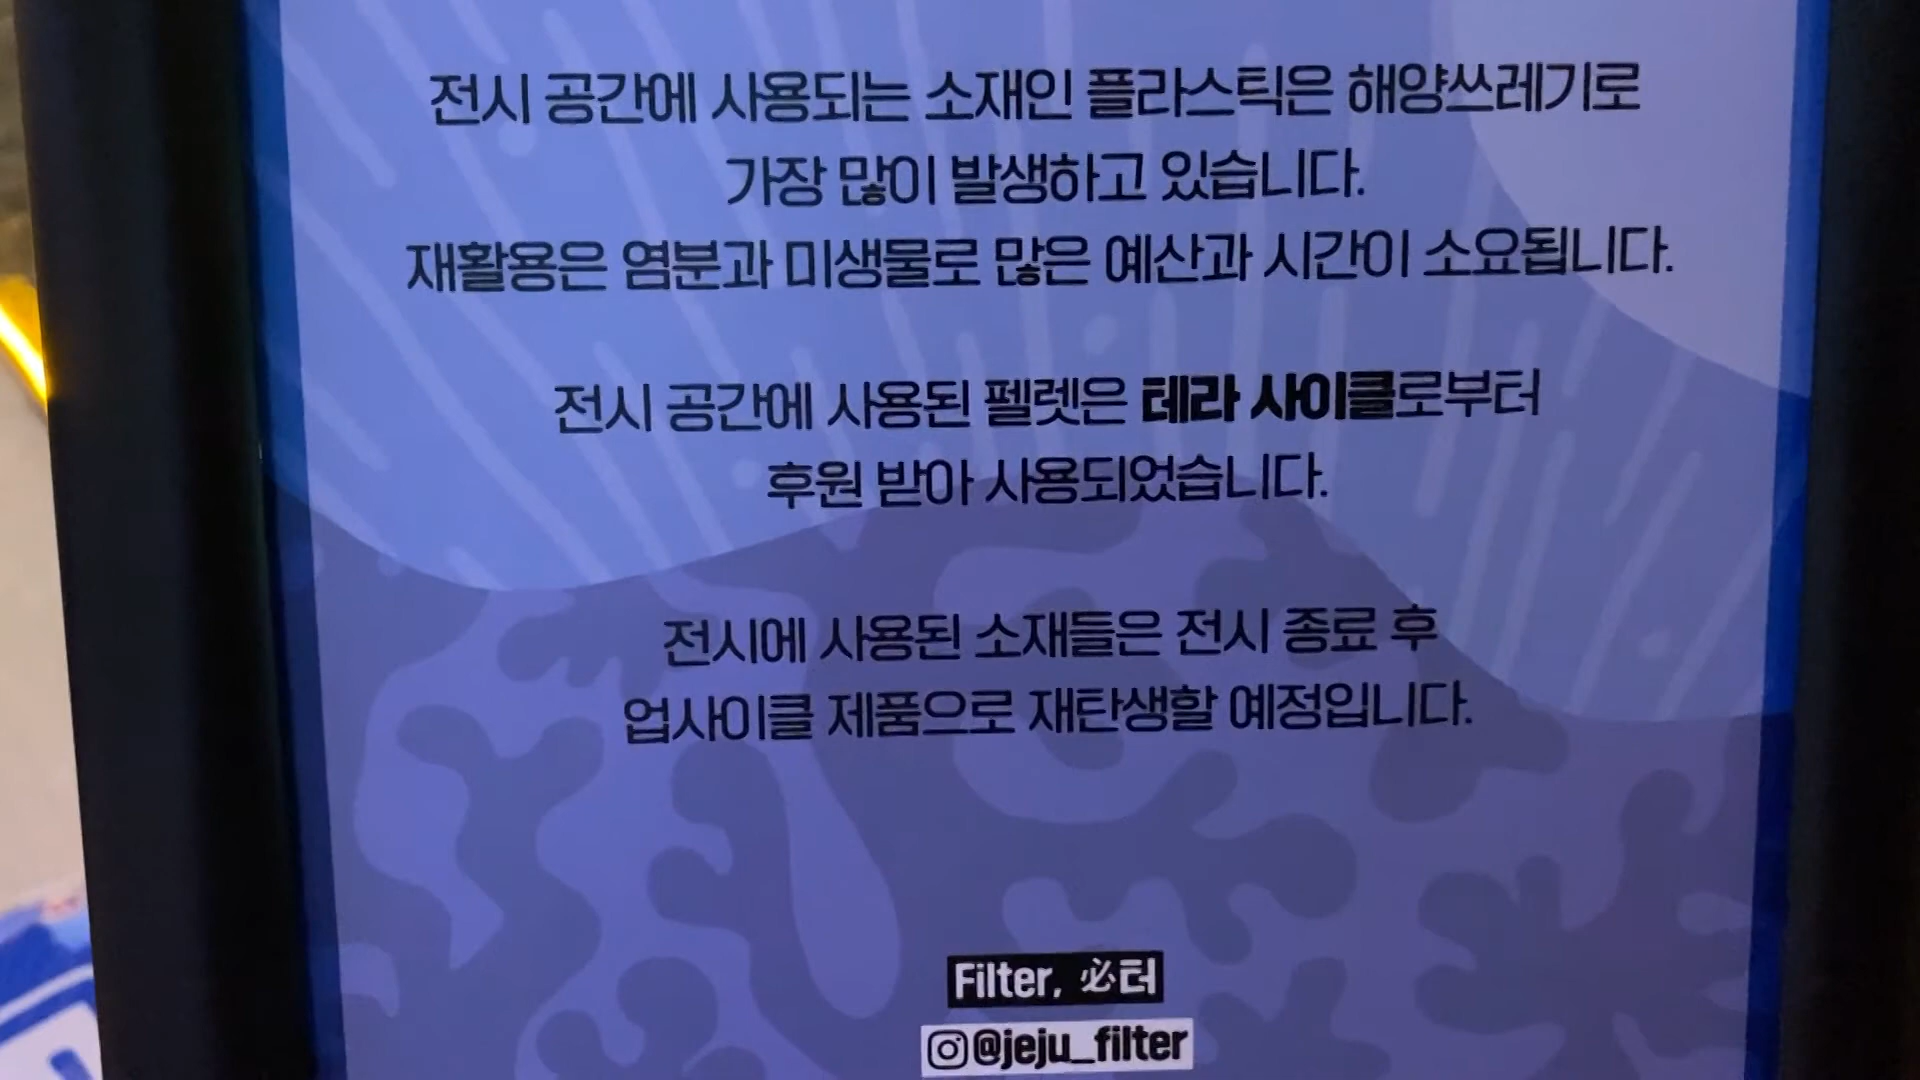 전시 공간에 사용되는 소재인 플라스틱은 해양쓰레기로
가장 많이 발생하고 있습니다.
재활용은 염분과 미생물로 많은 예산과 시간이 소요됩니다.
전시 공간에 사용된 펠렛은 테라 사이클로부터
후원 받아 사용되었습니다.
전시에 사용된 소재들은 전시 종료 후
업사이클 제품으로 재탄생할 예정입니다.
Filter, 必터
@jeju_filter